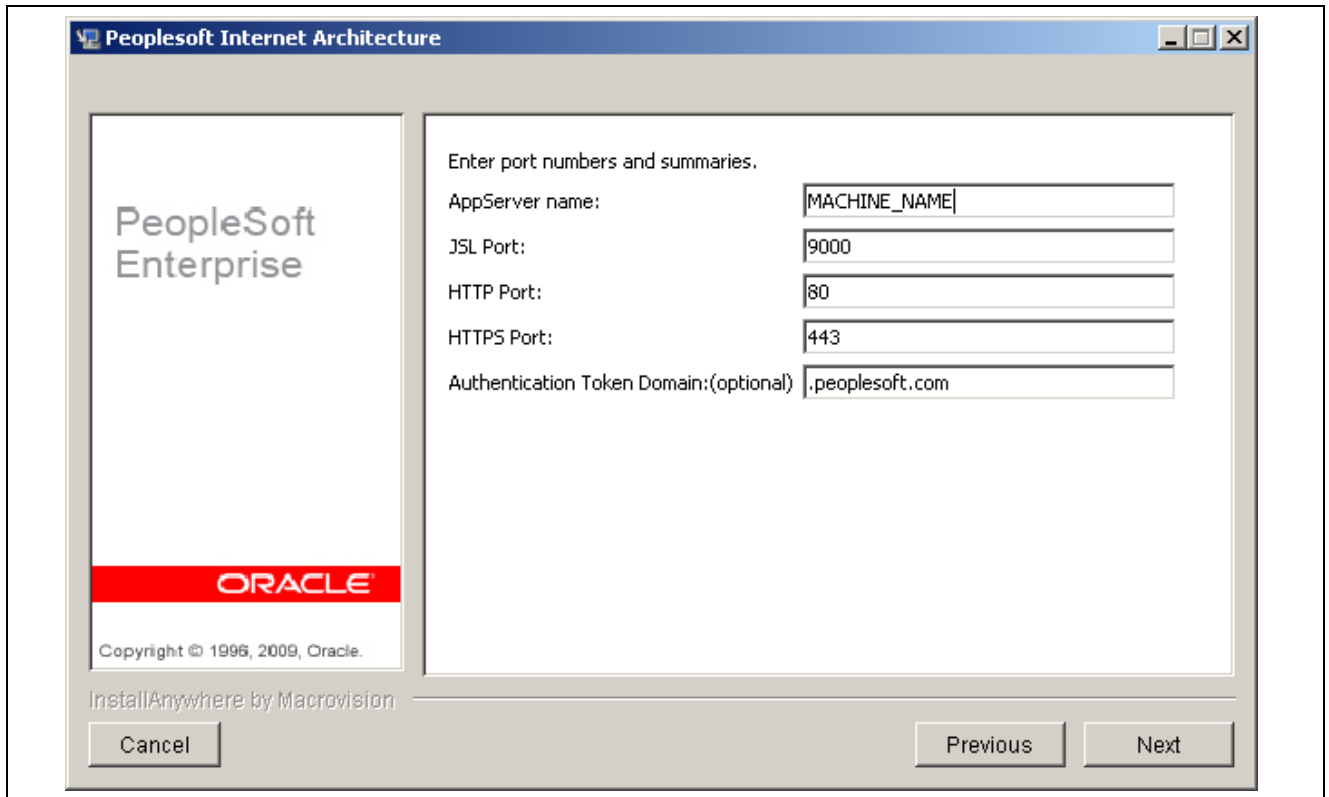 Peoplesoft Internet Architecture
PeopleSoft
Enterprise
ORACLE
Copyright © 1996, 2009, Oracle.
Enter port numbers and summaries.
AppServer name: MACHINE_NAME
JSL Port: 9000
HTTP Port: 80
HTTPS Port: 443
Authentication Token Domain:(optional) .peoplesoft.com
InstallAnywhere by Macrovision
Cancel Previous Next